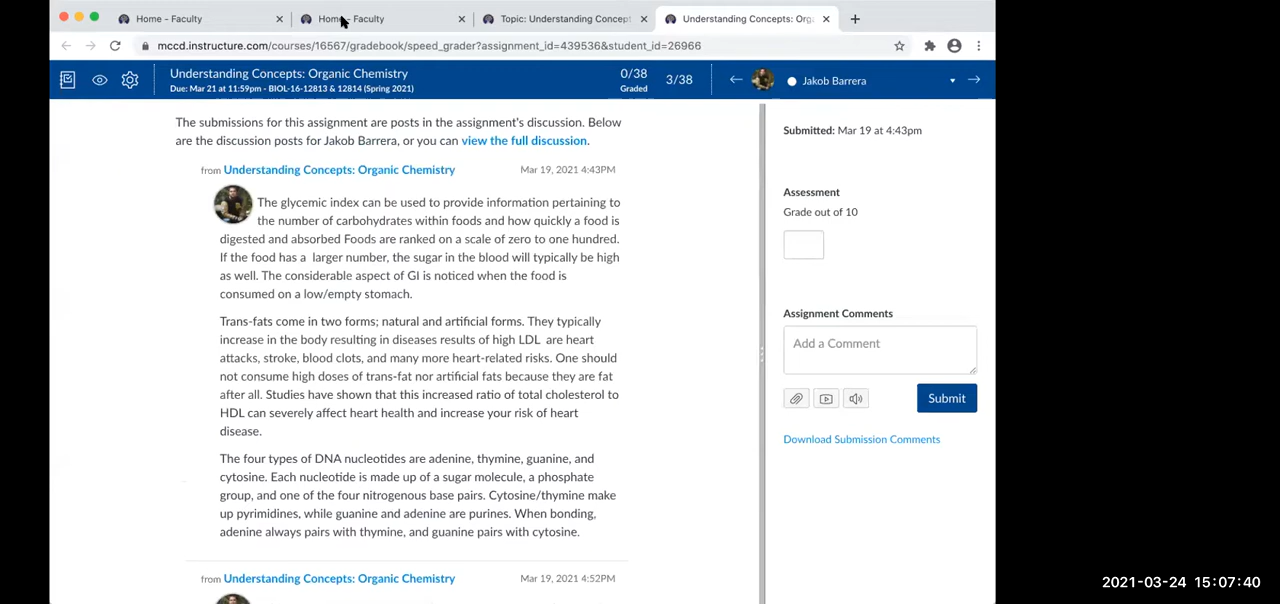 Home - Faculty
Home - Faculty
Topic: Understanding Concept
Understanding Concepts: Orga
mccd.instructure.com/courses/16567/gradebook/speed_grader?assignment_id=439536&student_id=26966
Understanding Concepts: Organic Chemistry
Due: Mar 21 at 11:59pm - BIOL-16-12813 & 12814 (Spring 2021)
0/38
Graded
3/38
Jakob Barrera
The submissions for this assignment are posts in the assignment's discussion. Below
are the discussion posts for Jakob Barrera, or you can view the full discussion.
from Understanding Concepts: Organic Chemistry
Mar 19, 2021 4:43PM
The glycemic index can be used to provide information pertaining to
the number of carbohydrates within foods and how quickly a food is
digested and absorbed Foods are ranked on a scale of zero to one hundred.
If the food has a larger number, the sugar in the blood will typically be high
as well. The considerable aspect of GI is noticed when the food is
consumed on a low/empty stomach.
Trans-fats come in two forms; natural and artificial forms. They typically
increase in the body resulting in diseases results of high LDL are heart
attacks, stroke, blood clots, and many more heart-related risks. One should
not consume high doses of trans-fat nor artificial fats because they are fat
after all. Studies have shown that this increased ratio of total cholesterol to
HDL can severely affect heart health and increase your risk of heart
disease.
The four types of DNA nucleotides are adenine, thymine, guanine, and
cytosine. Each nucleotide is made up of a sugar molecule, a phosphate
group, and one of the four nitrogenous base pairs. Cytosine/thymine make
up pyrimidines, while guanine and adenine are purines. When bonding,
adenine always pairs with thymine, and guanine pairs with cytosine.
from Understanding Concepts: Organic Chemistry
Mar 19, 2021 4:52PM
Submitted: Mar 19 at 4:43pm
Assessment
Grade out of 10
Assignment Comments
Add a Comment
Submit
Download Submission Comments
2021-03-24 15:07:40